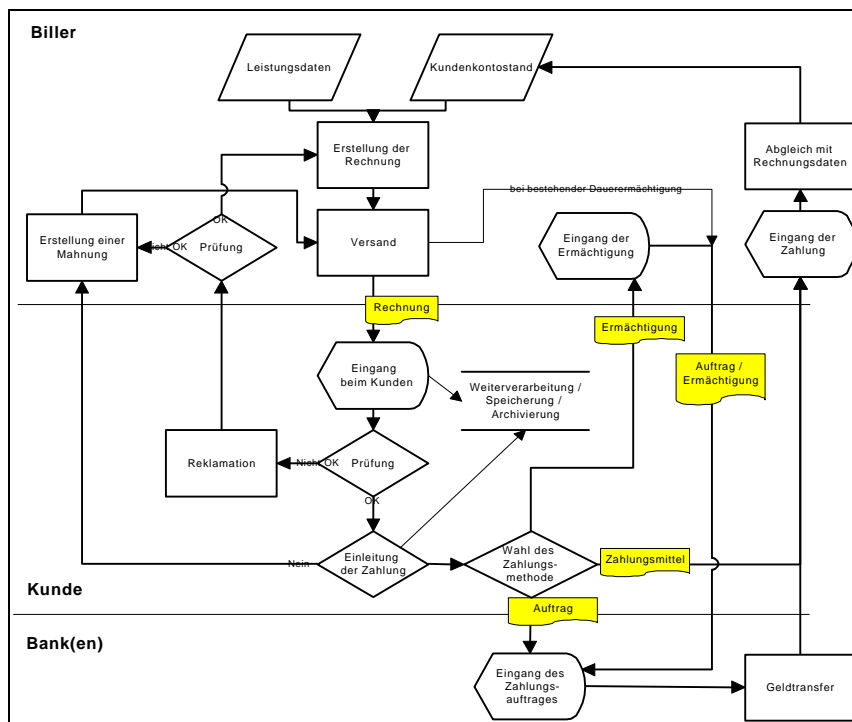 Biller
Leistungsdaten
Kundenkontostand
Erstellung der
Rechnung
Abgleich mit
Rechnungsdaten
bei bestehender Dauerermächtigung
OK
Erstellung einer
Mahnung
Nicht OK
Prüfung
Versand
Eingang der
Ermächtigung
Eingang der
Zahlung
Rechnung
Ermächtigung
Auftrag /
Ermächtigung
Eingang
beim Kunden
Weiterverarbeitung /
Speicherung /
Archivierung
Reklamation
Nicht OK
Prüfung
OK
Nein
Einleitung
der Zahlung
Wahl des
Zahlungs-
methode
Zahlungsmittel
Kunde
Auftrag
Bank(en)
Eingang des
Zahlungs-
auftrages
Geldtransfer